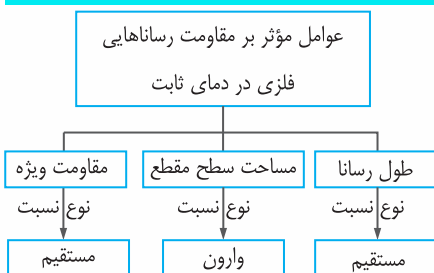 عوامل مؤثر بر مقاومت رساناهایی
فلزی در دمای ثابت
طول رسانا
مساحت سطح مقطع
مقاومت ویژه
نوع نسبت
نوع نسبت
نوع نسبت
مستقیم
وارون
مستقیم